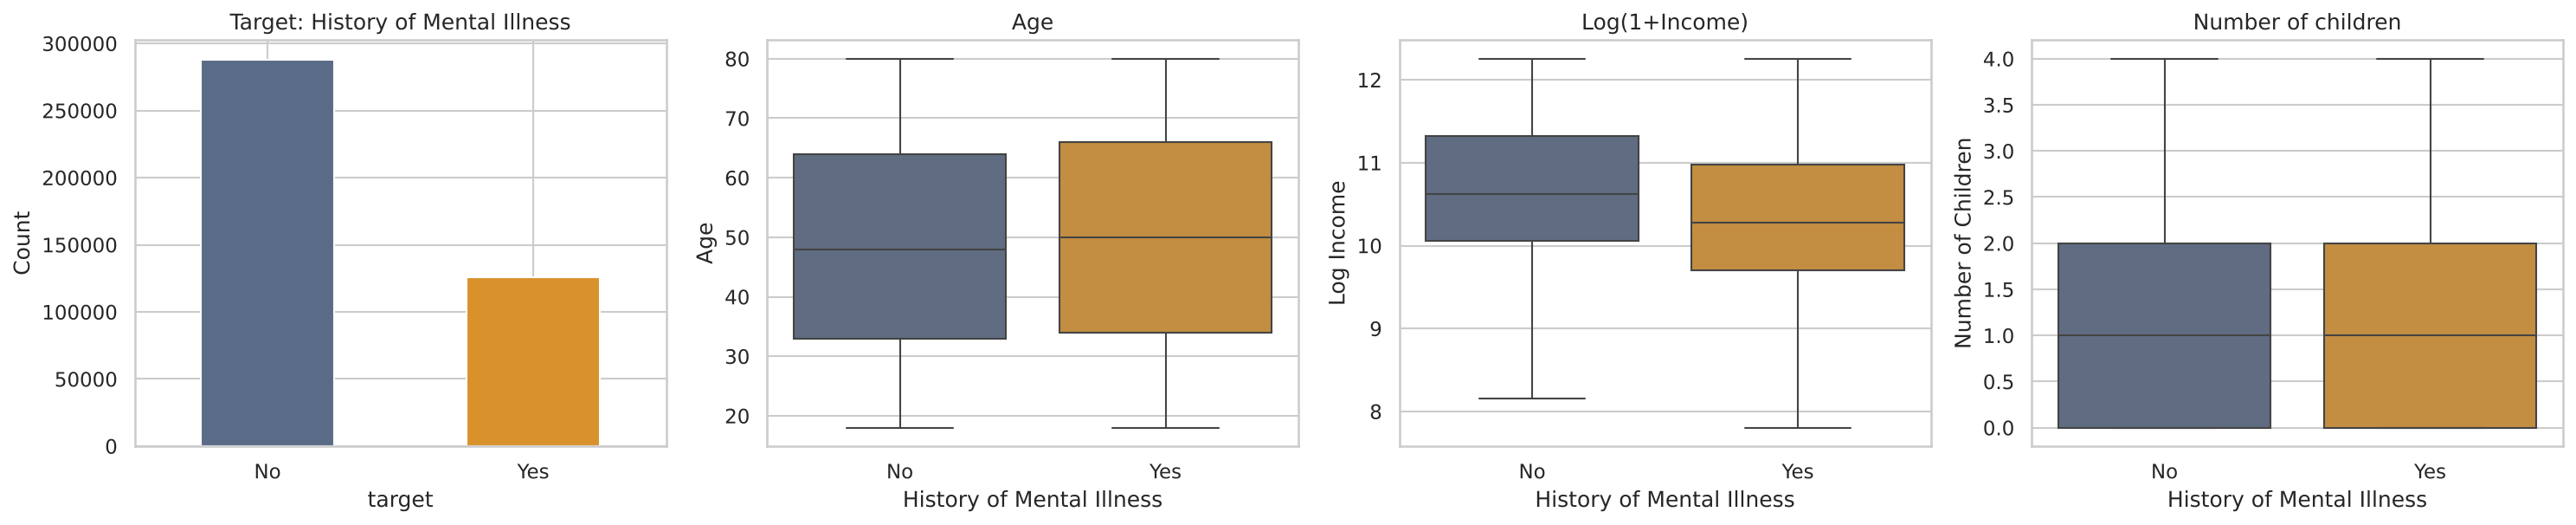 Target: History of Mental Illness
300000
250000
200000
150000
100000
50000
0
Count
No Yes
target
Age
80
70
60
50
40
30
20
Age
No Yes
History of Mental Illness
Log(1+Income)
12
11
10
9
8
Log Income
No Yes
History of Mental Illness
Number of children
4.0
3.5
3.0
2.5
2.0
1.5
1.0
0.5
0.0
Number of Children
No Yes
History of Mental Illness